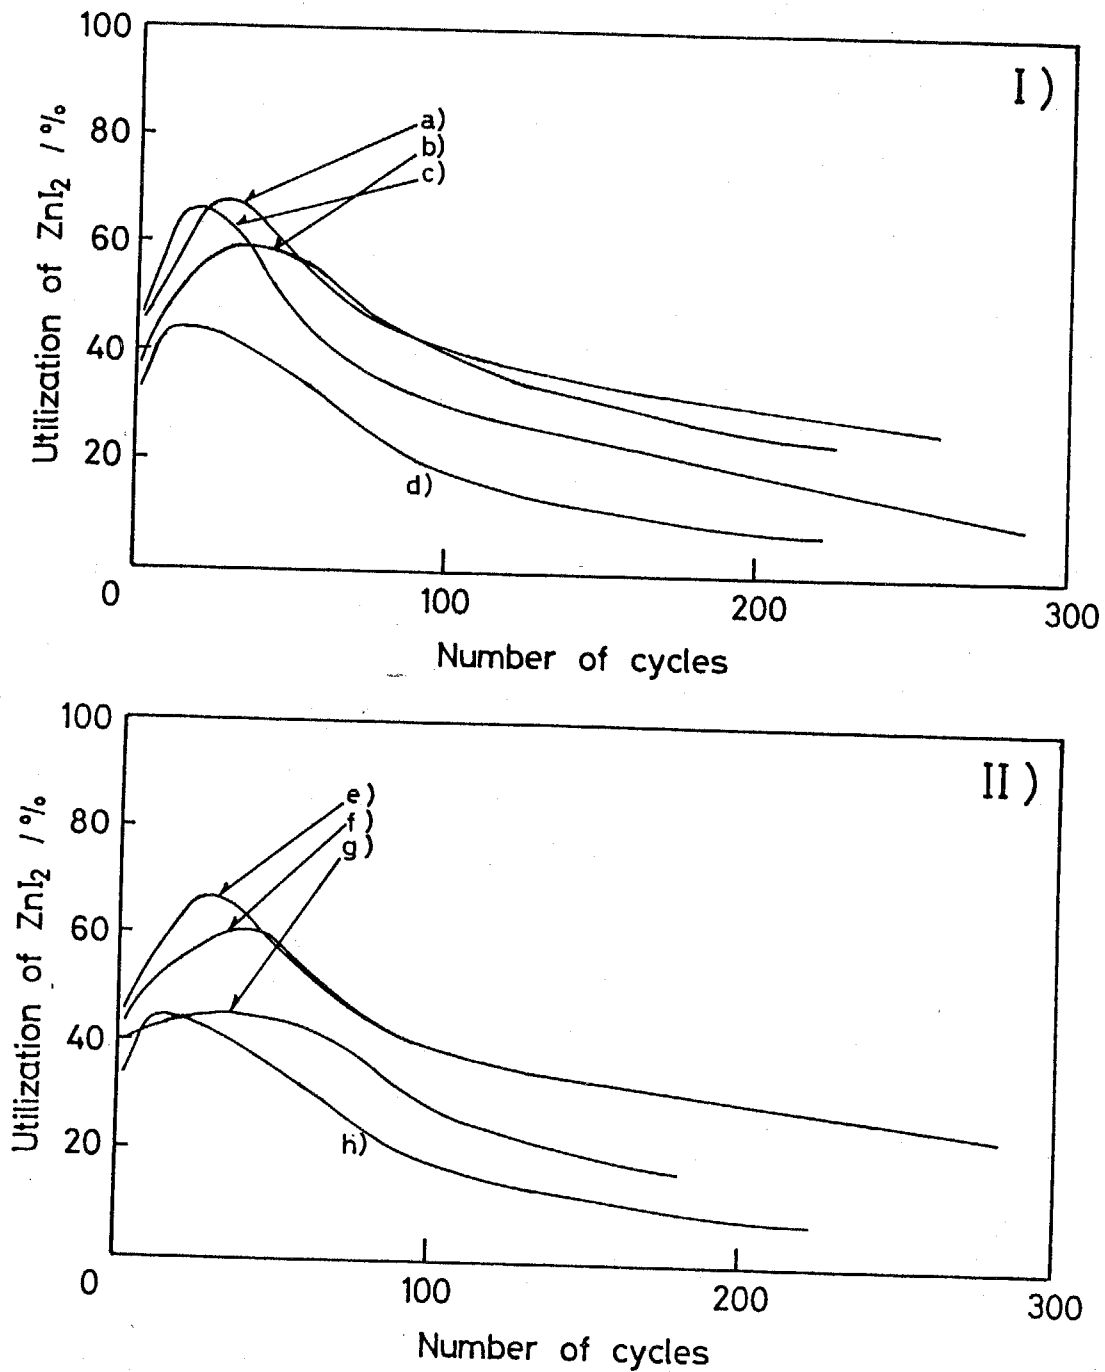 100
80
60
40
20
0
100
200
300
Utilization of ZnI₂ / %
Number of cycles
I)
a)
b)
c)
d)
100
80
60
40
20
0
100
200
300
Utilization of ZnI₂ / %
Number of cycles
II)
e)
f)
g)
h)